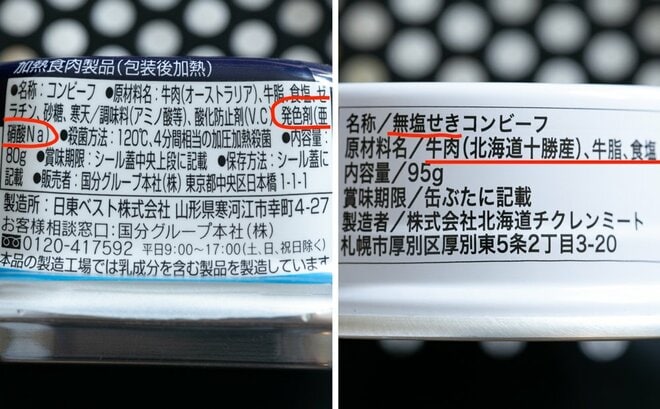 加熱食肉製品(包装後加熱)
●名称:コンビーフ ●原材料名:牛肉(オーストラリア)、牛脂、食塩、ゼ
ラチン、砂糖、寒天/調味料(アミノ酸等)、酸化防止剤(V.C)、発色剤(亜
硝酸Na) ●殺菌方法:120℃、4分間相当の加圧加熱殺菌 ●内容量:
80g ●賞味期限:シール蓋中央上段に記載 ●保存方法:シール蓋に
記載 ●販売者:国分グループ本社(株) 東京都中央区日本橋1-1-1
製造所:日東ベスト株式会社 山形県寒河江市幸町4-27
お客様相談窓口:国分グループ本社(株)
0120-417592 平日9:00~17:00(土、日、祝日除く)
本品の製造工場では乳成分を含む製品を製造しています
名称/無塩せきコンビーフ
原材料名/牛肉(北海道十勝産)、牛脂、食塩
内容量/95g
賞味期限/缶ぶたに記載
製造者/株式会社北海道チクレンミート
札幌市厚別区厚別東5条2丁目3-20